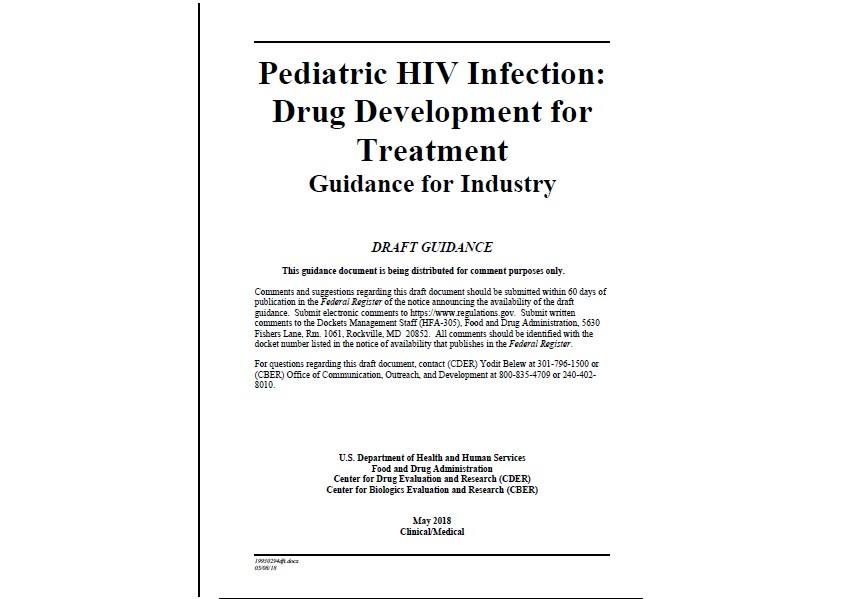 Pediatric HIV Infection:
Drug Development for
Treatment
Guidance for Industry
DRAFT GUIDANCE
This guidance document is being distributed for comment purposes only.
Comments and suggestions regarding this draft document should be submitted within 60 days of
publication in the Federal Register of the notice announcing the availability of the draft
guidance.  Submit electronic comments to https://www.regulations.gov.  Submit written
comments to the Dockets Management Staff (HFA-305), Food and Drug Administration, 5630
Fishers Lane, Rm. 1061, Rockville, MD  20852.  All comments should be identified with the
docket number listed in the notice of availability that publishes in the Federal Register.
For questions regarding this draft document, contact (CDER) Yodit Belew at 301-796-1500 or
(CBER) Office of Communication, Outreach, and Development at 800-835-4709 or 240-402-
8010.
U.S. Department of Health and Human Services
Food and Drug Administration
Center for Drug Evaluation and Research (CDER)
Center for Biologics Evaluation and Research (CBER)
May 2018
Clinical/Medical
19950294dft.docx
05/08/18